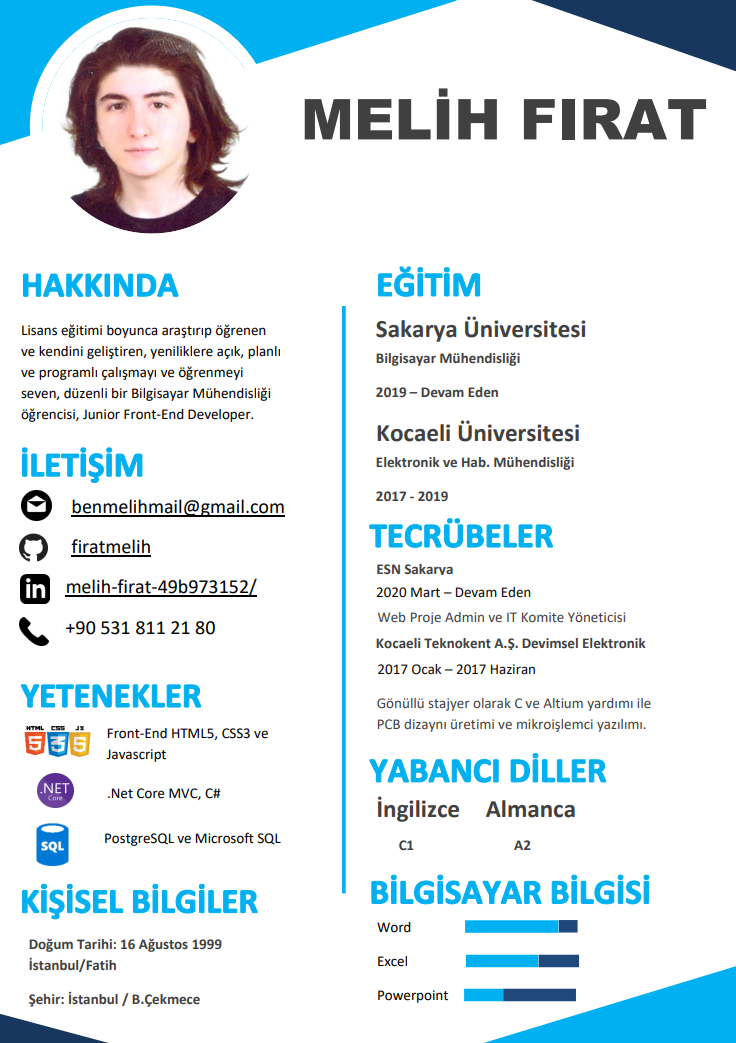 MELİH FIRAT
HAKKINDA
Lisans eğitimi boyunca araştırıp öğrenen
ve kendini geliştiren, yeniliklere açık, planlı
ve programlı çalışmayı ve öğrenmeyi
seven, düzenli bir Bilgisayar Mühendisliği
öğrencisi, Junior Front-End Developer.
İLETİŞİM
benmelihmail@gmail.com
firatmelih
in
melih-firat-49b973152/
+90 531 811 21 80
YETENEKLER
HTML CSS JS
5 3 5
Front-End HTML5, CSS3 ve
Javascript
.NET
Core
.Net Core MVC, C#
SQL
PostgreSQL ve Microsoft SQL
KİŞİSEL BİLGİLER
Doğum Tarihi: 16 Ağustos 1999
İstanbul/Fatih
Şehir: İstanbul / B.Çekmece
EĞİTİM
Sakarya Üniversitesi
Bilgisayar Mühendisliği
2019 – Devam Eden
Kocaeli Üniversitesi
Elektronik ve Hab. Mühendisliği
2017 - 2019
TECRÜBELER
ESN Sakarya
2020 Mart – Devam Eden
Web Proje Admin ve IT Komite Yöneticisi
Kocaeli Teknokent A.Ş. Devimsel Elektronik
2017 Ocak – 2017 Haziran
Gönüllü stajyer olarak C ve Altium yardımı ile
PCB dizaynı üretimi ve mikroişlemci yazılımı.
YABANCI DİLLER
İngilizce Almanca
C1 A2
BİLGİSAYAR BİLGİSİ
Word
Excel
Powerpoint